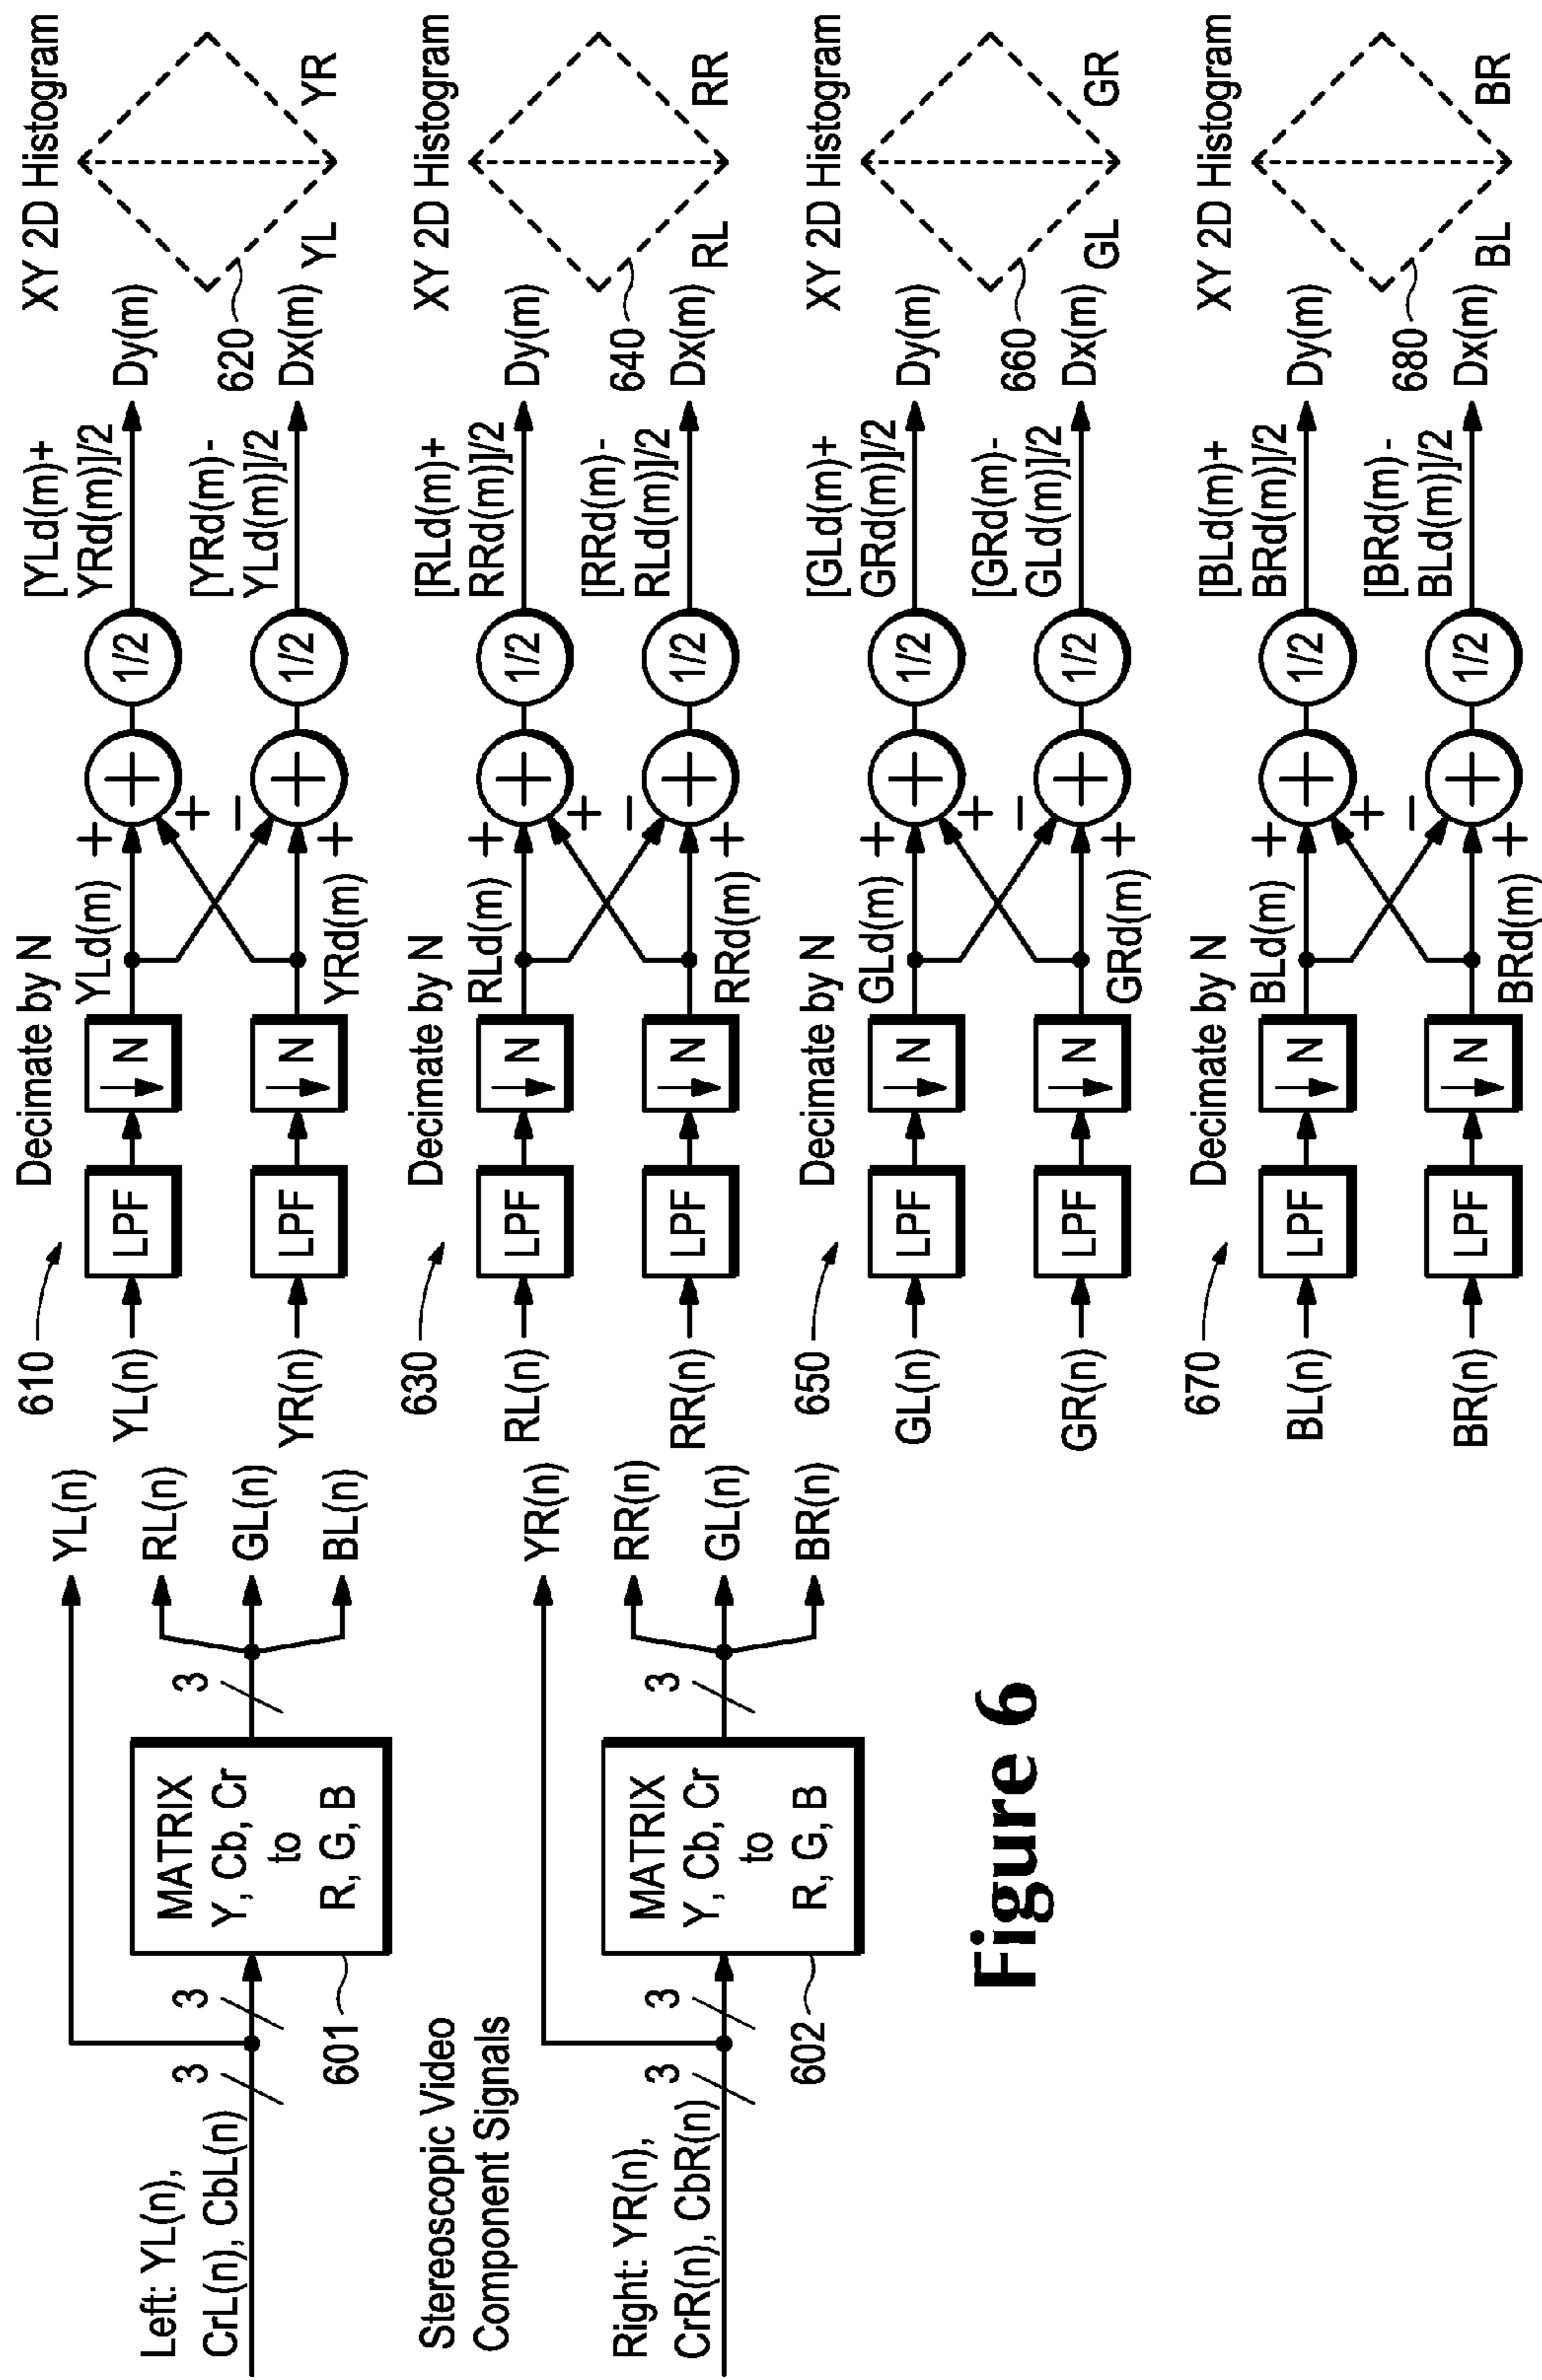 Left: YL(n),
CrL(n), CbL(n)
3
3
601
MATRIX
Y, Cb, Cr
to
R, G, B
3
YL(n)
RL(n)
GL(n)
BL(n)
Stereoscopic Video
Component Signals
Right: YR(n),
CrR(n), CbR(n)
3
3
602
MATRIX
Y, Cb, Cr
to
R, G, B
3
YR(n)
RR(n)
GL(n)
BR(n)
Figure 6
610
Decimate by N
YL(n)
LPF
N
YLd(m)
+
+
1/2
[YLd(m)+
YRd(m)]/2
Dy(m)
YR(n)
LPF
N
YRd(m)
−
+
1/2
[YRd(m)-
YLd(m)]/2
Dx(m)
XY 2D Histogram
620
YL
YR
630
Decimate by N
RL(n)
LPF
N
RLd(m)
+
+
1/2
[RLd(m)+
RRd(m)]/2
Dy(m)
RR(n)
LPF
N
RRd(m)
−
+
1/2
[RRd(m)-
RLd(m)]/2
Dx(m)
XY 2D Histogram
640
RL
RR
650
Decimate by N
GL(n)
LPF
N
GLd(m)
+
+
1/2
[GLd(m)+
GRd(m)]/2
Dy(m)
GR(n)
LPF
N
GRd(m)
−
+
1/2
[GRd(m)-
GLd(m)]/2
Dx(m)
XY 2D Histogram
660
GL
GR
670
Decimate by N
BL(n)
LPF
N
BLd(m)
+
+
1/2
[BLd(m)+
BRd(m)]/2
Dy(m)
BR(n)
LPF
N
BRd(m)
−
+
1/2
[BRd(m)-
BLd(m)]/2
Dx(m)
XY 2D Histogram
680
BL
BR